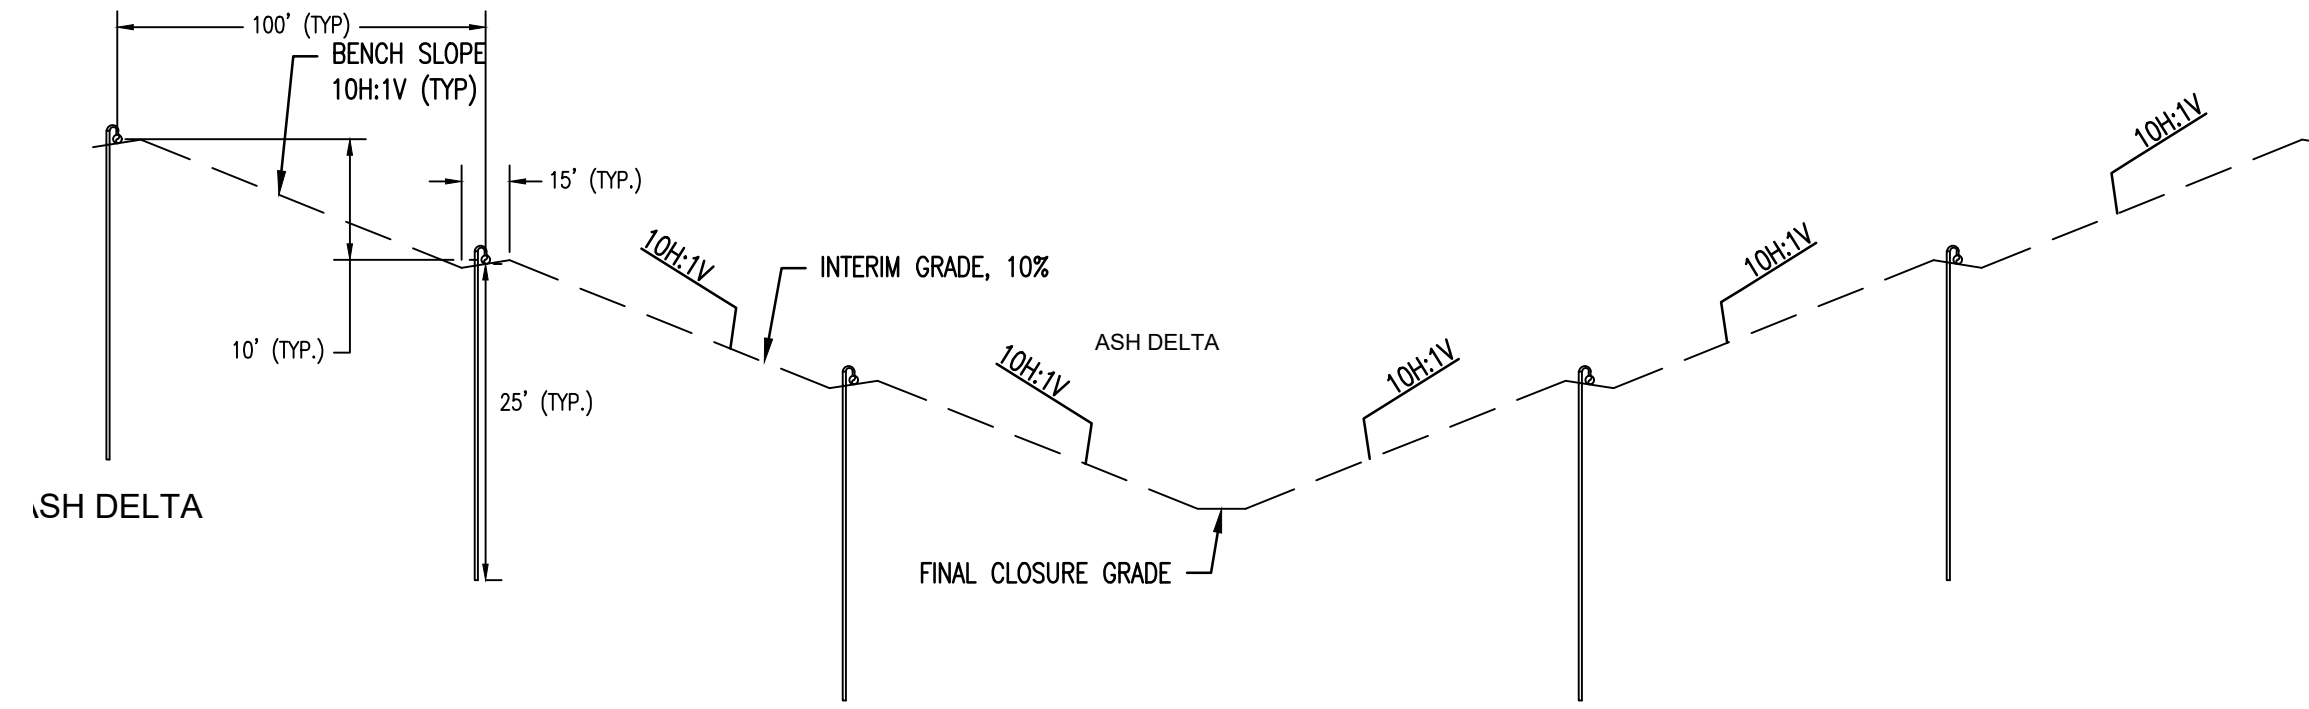 100' (TYP)
BENCH SLOPE
10H:1V (TYP)
15' (TYP.)
10H:1V
INTERIM GRADE, 10%
10' (TYP.)
25' (TYP.)
10H:1V
ASH DELTA
10H:1V
10H:1V
10H:1V
ASH DELTA
FINAL CLOSURE GRADE